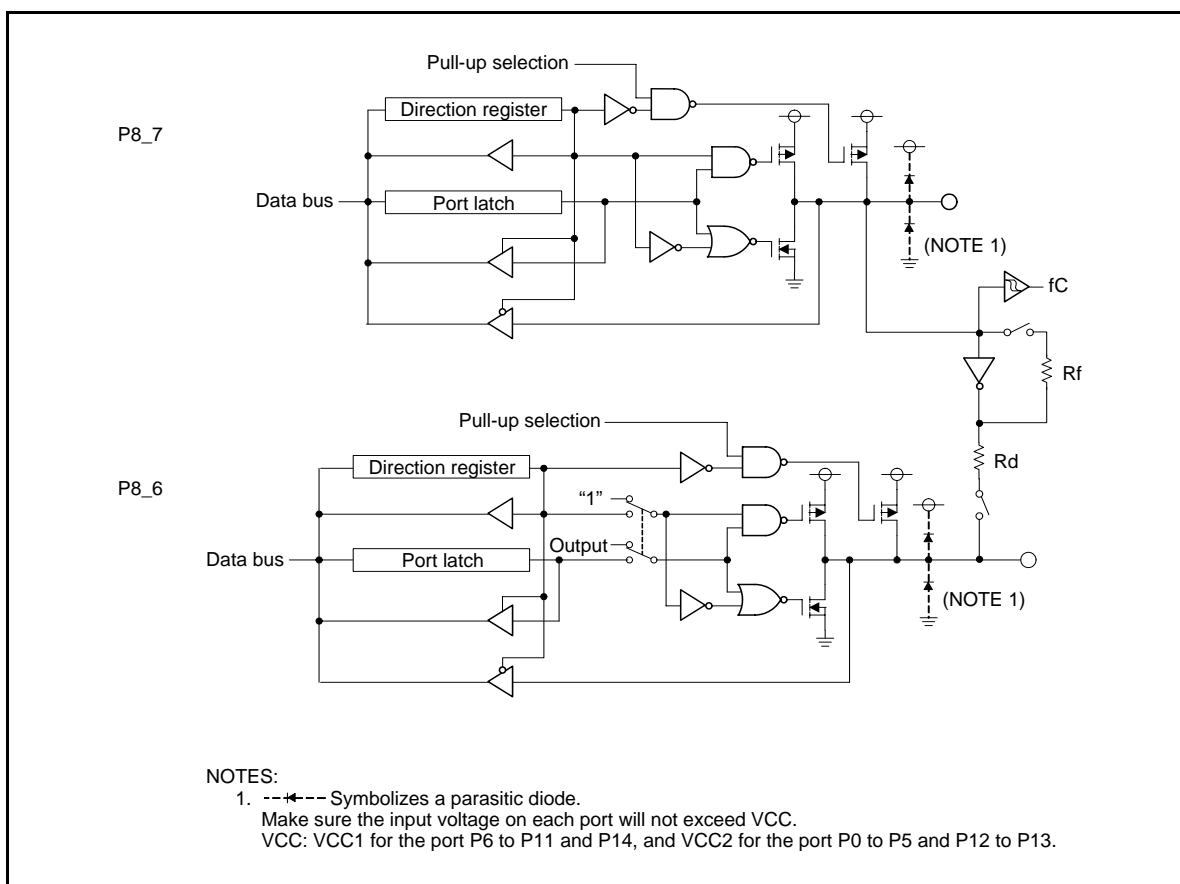 Pull-up selection
Direction register
P8_7
Data bus
Port latch
(NOTE 1)
fC
Rf
Pull-up selection
Direction register
Rd
P8_6
“1”
Output
Data bus
Port latch
(NOTE 1)
NOTES:
1. Symbolizes a parasitic diode.
Make sure the input voltage on each port will not exceed VCC.
VCC: VCC1 for the port P6 to P11 and P14, and VCC2 for the port P0 to P5 and P12 to P13.